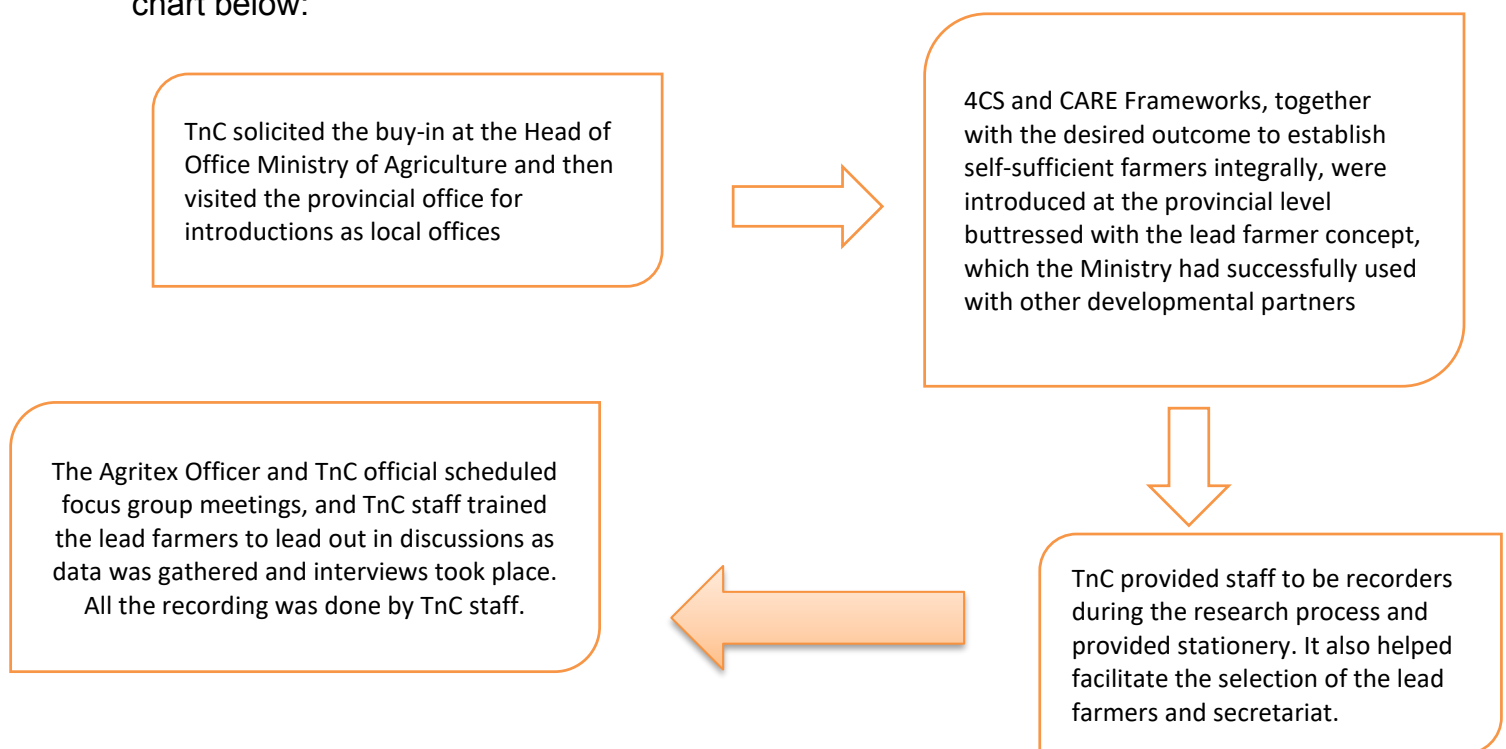 chart below:
TnC solicited the buy-in at the Head of
Office Ministry of Agriculture and then
visited the provincial office for
introductions as local offices
4CS and CARE Frameworks, together
with the desired outcome to establish
self-sufficient farmers integrally, were
introduced at the provincial level
buttressed with the lead farmer concept,
which the Ministry had successfully used
with other developmental partners
TnC provided staff to be recorders
during the research process and
provided stationery. It also helped
facilitate the selection of the lead
farmers and secretariat.
The Agritex Officer and TnC official scheduled
focus group meetings, and TnC staff trained
the lead farmers to lead out in discussions as
data was gathered and interviews took place.
All the recording was done by TnC staff.